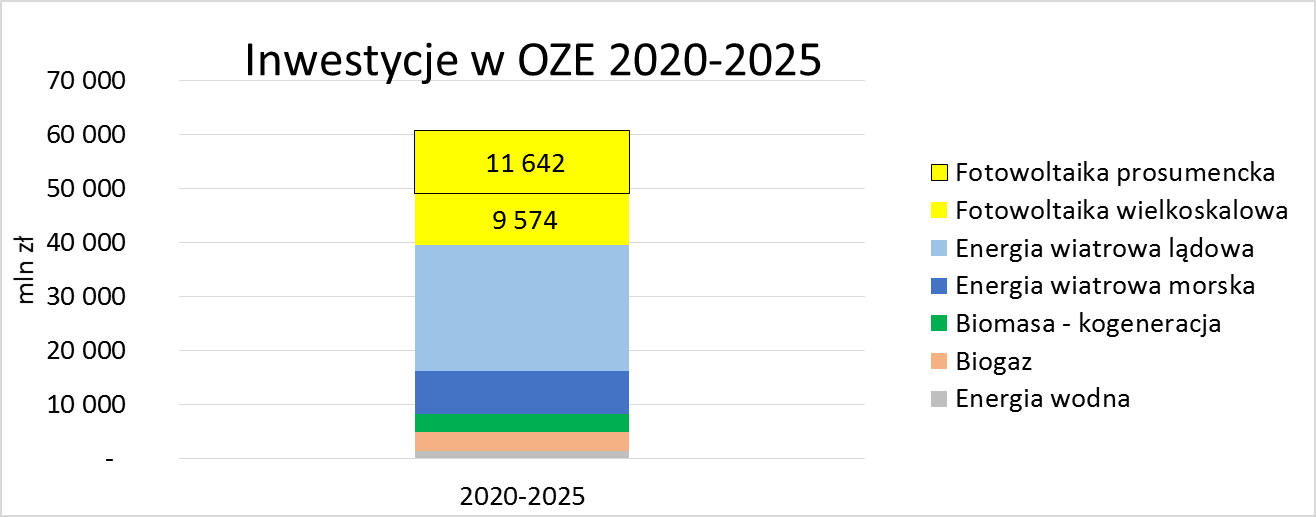 Inwestycje w OZE 2020-2025
70 000
60 000
50 000
40 000
30 000
20 000
10 000
-
mln zł
11 642
9 574
2020-2025
Fotowoltaika prosumencka
Fotowoltaika wielkoskalowa
Energia wiatrowa lądowa
Energia wiatrowa morska
Biomasa - kogeneracja
Biogaz
Energia wodna